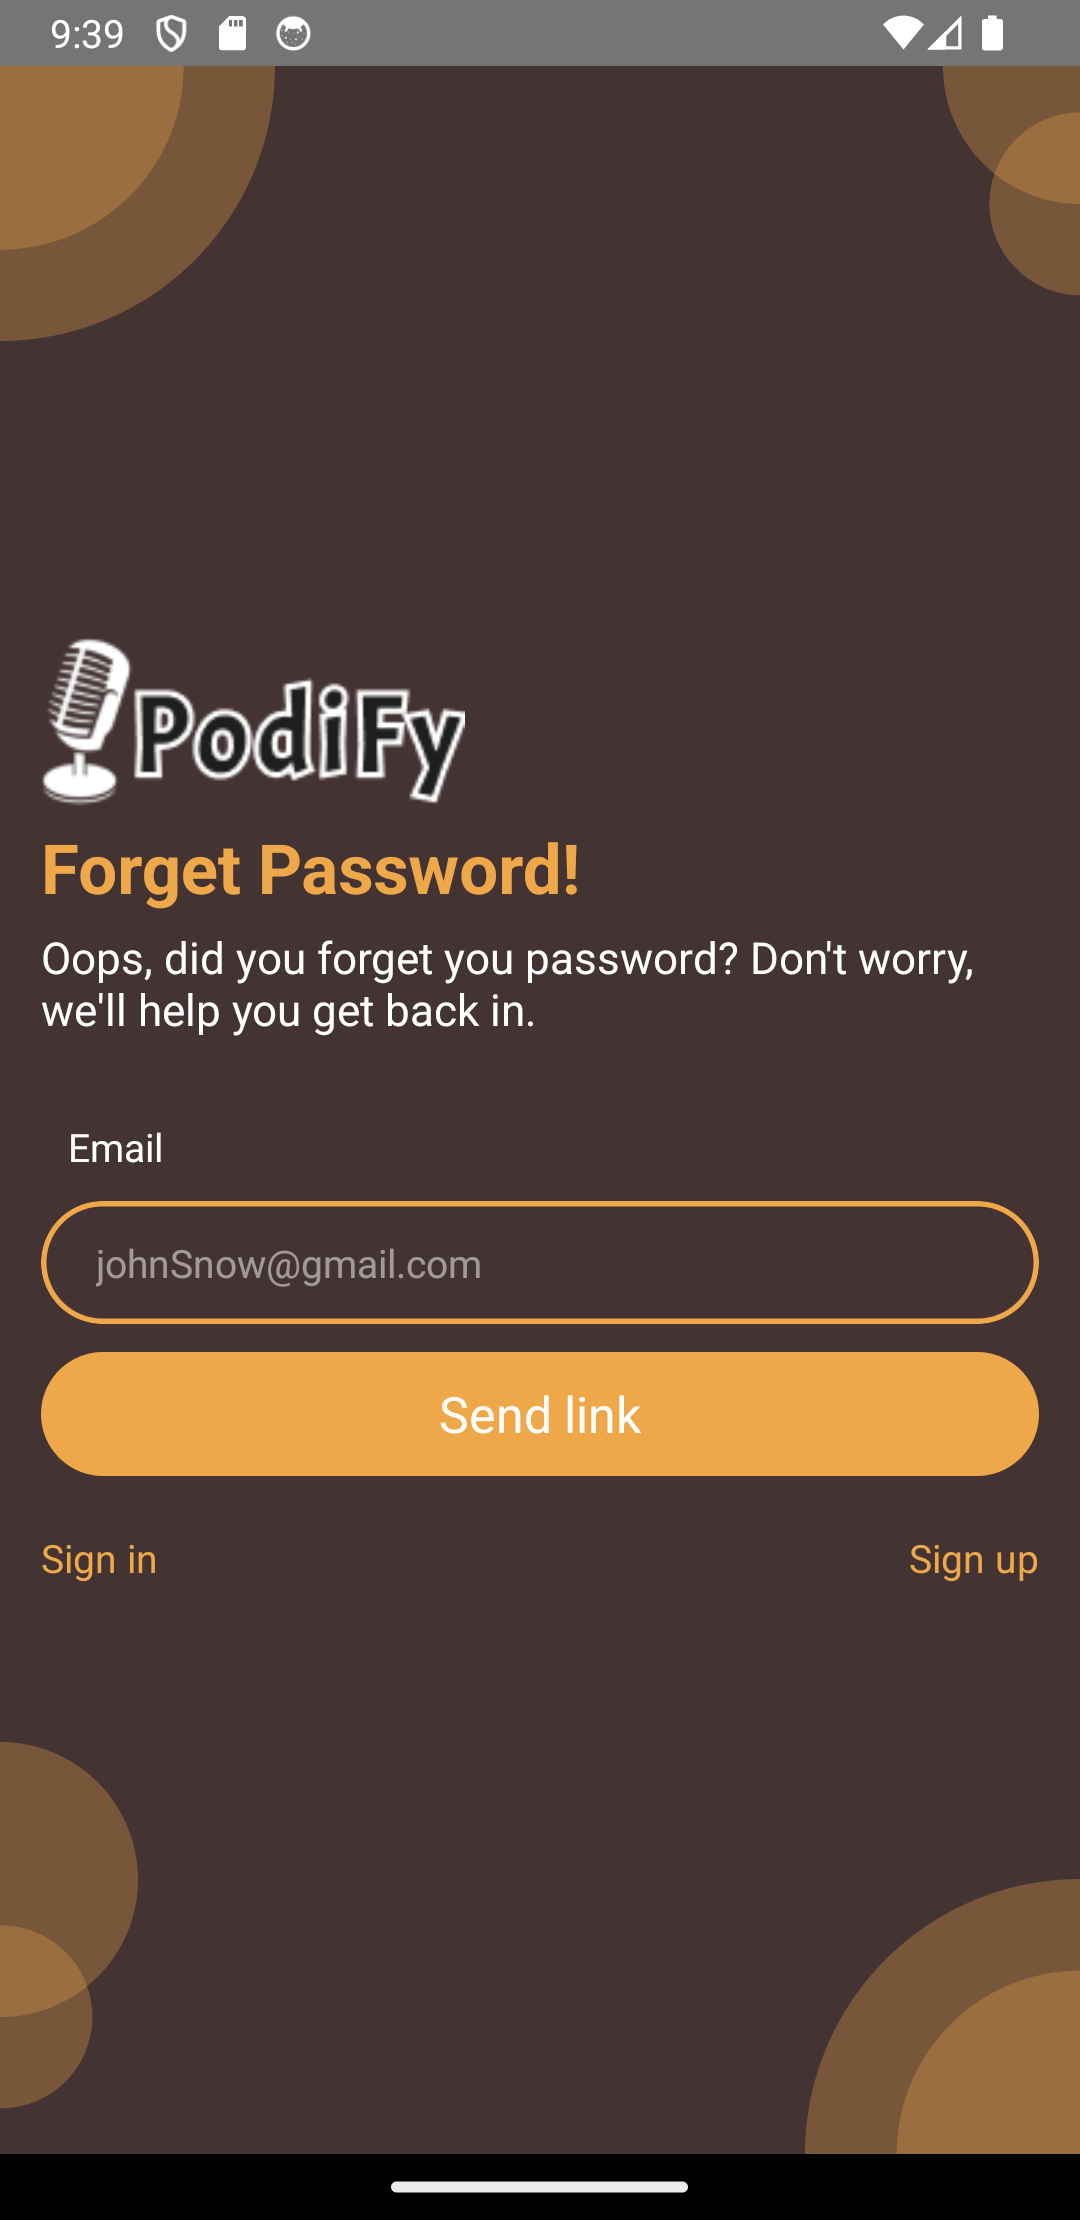 9:39
PodiFy
Forget Password!
Oops, did you forget you password? Don't worry,
we'll help you get back in.
Email
johnSnow@gmail.com
Send link
Sign in
Sign up